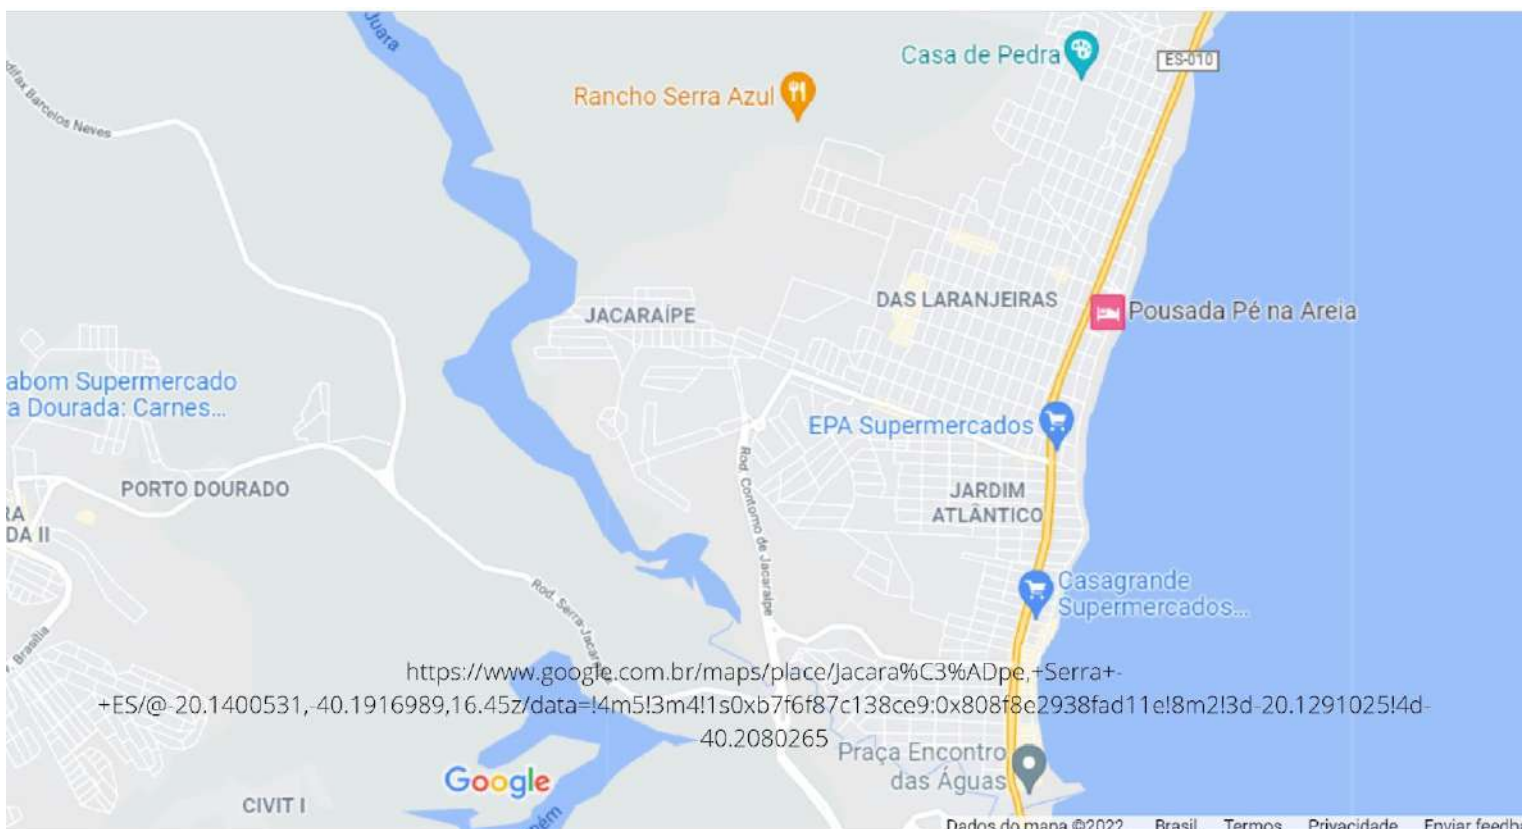 Juara
Casa de Pedra
ES-010
Rancho Serra Azul
Barcelos Neves
DAS LARANJEIRAS
JACARAÍPE
Pousada Pé na Areia
abom Supermercado
a Dourada: Carnes...
EPA Supermercados
PORTO DOURADO
JARDIM
ATLÂNTICO
RA
DA II
Rod. Contorno de Jacaraípe
Casagrande
Supermercados...
Rod. Serra-Jacaraípe
Brasília
https://www.google.com.br/maps/place/Jacara%C3%ADpe,+Serra+-
+ES/@-20.1400531,-40.1916989,16.45z/data=!4m5!3m4!1s0xb7f6f87c138ce9:0x808f8e2938fad11e!8m2!3d-20.1291025!4d-
-40.2080265
Praça Encontro
das Águas
Google
CIVIT I
Dados do mapa ©2022 Brasil Termos Privacidade Enviar feedb